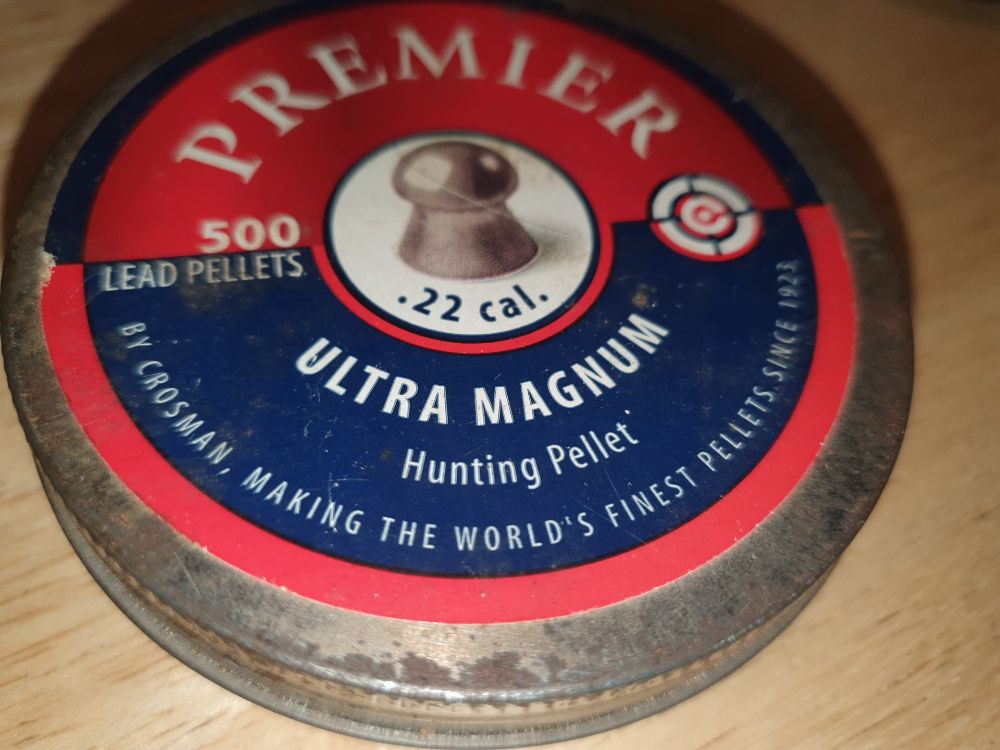 PREMIER
500
LEAD PELLETS
.22 cal.
ULTRA MAGNUM
Hunting Pellet
BY CROSMAN, MAKING THE WORLD'S FINEST PELLETS SINCE 1923